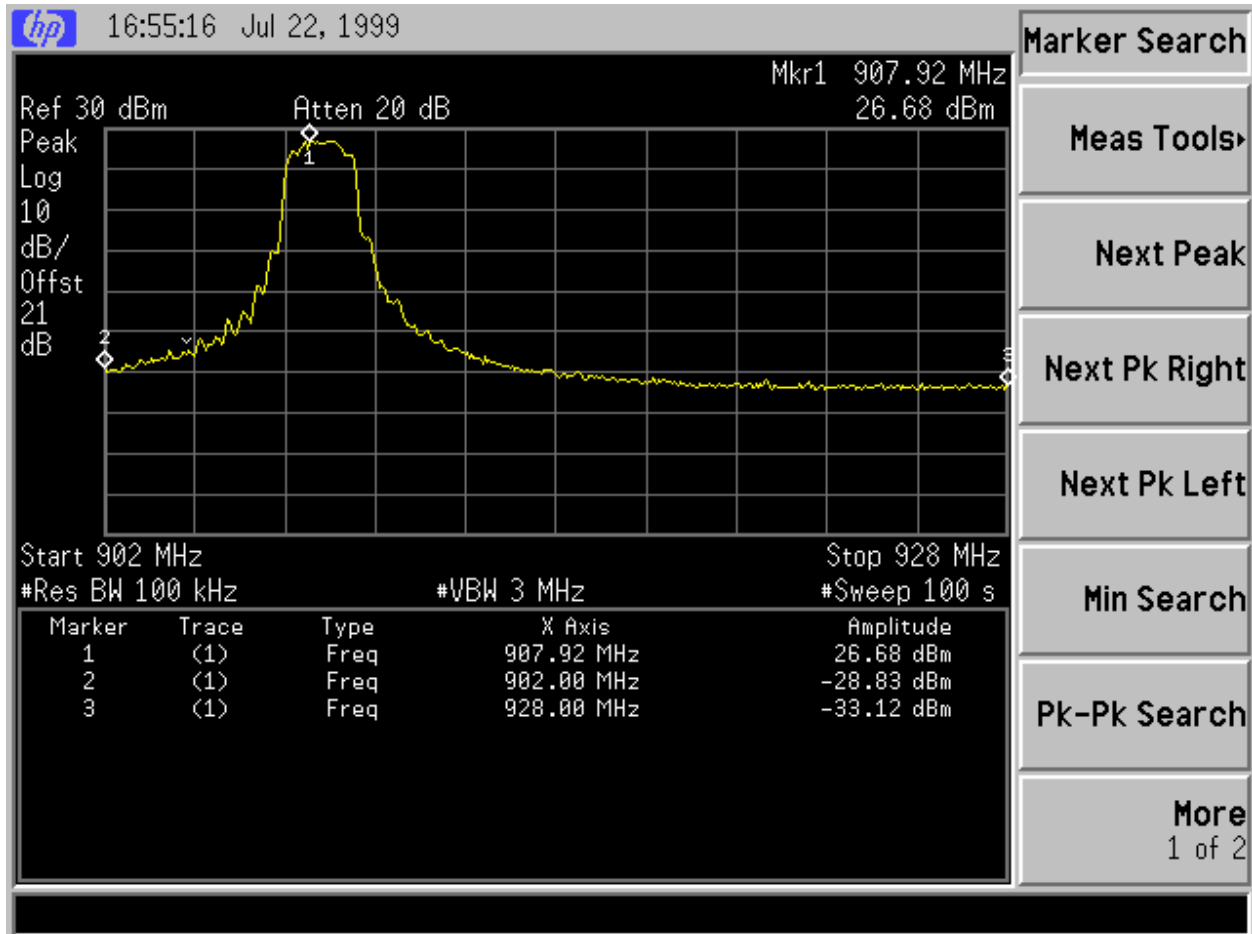 hp 16:55:16 Jul 22, 1999
Mkr1 907.92 MHz
Ref 30 dBm Atten 20 dB 26.68 dBm
Peak
Log
10
dB/
Offst
21
dB
1
2
3
Start 902 MHz Stop 928 MHz
#Res BW 100 kHz #VBW 3 MHz #Sweep 100 s
Marker Trace Type X Axis Amplitude
1 (1) Freq 907.92 MHz 26.68 dBm
2 (1) Freq 902.00 MHz -28.83 dBm
3 (1) Freq 928.00 MHz -33.12 dBm
Marker Search
Meas Tools
Next Peak
Next Pk Right
Next Pk Left
Min Search
Pk-Pk Search
More
1 of 2